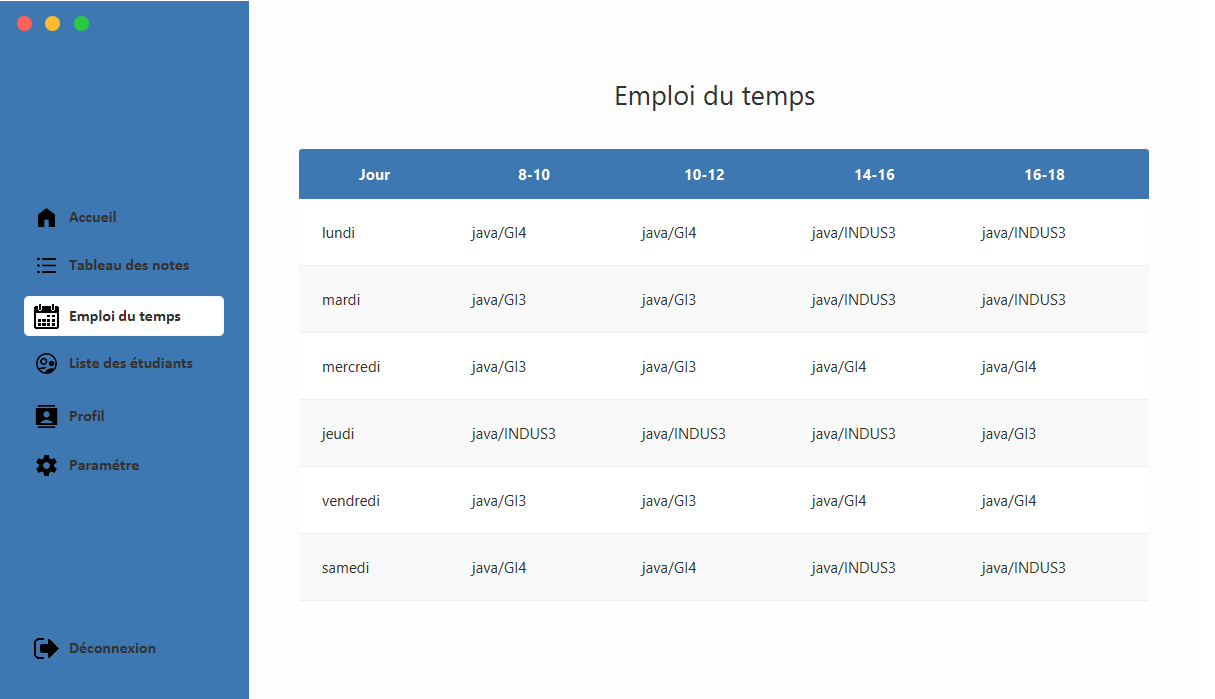 Accueil
Tableau des notes
Emploi du temps
Liste des étudiants
Profil
Paramétre
Déconnexion
Emploi du temps
Jour 8-10 10-12 14-16 16-18
lundi java/GI4 java/GI4 java/INDUS3 java/INDUS3
mardi java/GI3 java/GI3 java/INDUS3 java/INDUS3
mercredi java/GI3 java/GI3 java/GI4 java/GI4
jeudi java/INDUS3 java/INDUS3 java/INDUS3 java/GI3
vendredi java/GI3 java/GI3 java/GI4 java/GI4
samedi java/GI4 java/GI4 java/INDUS3 java/INDUS3